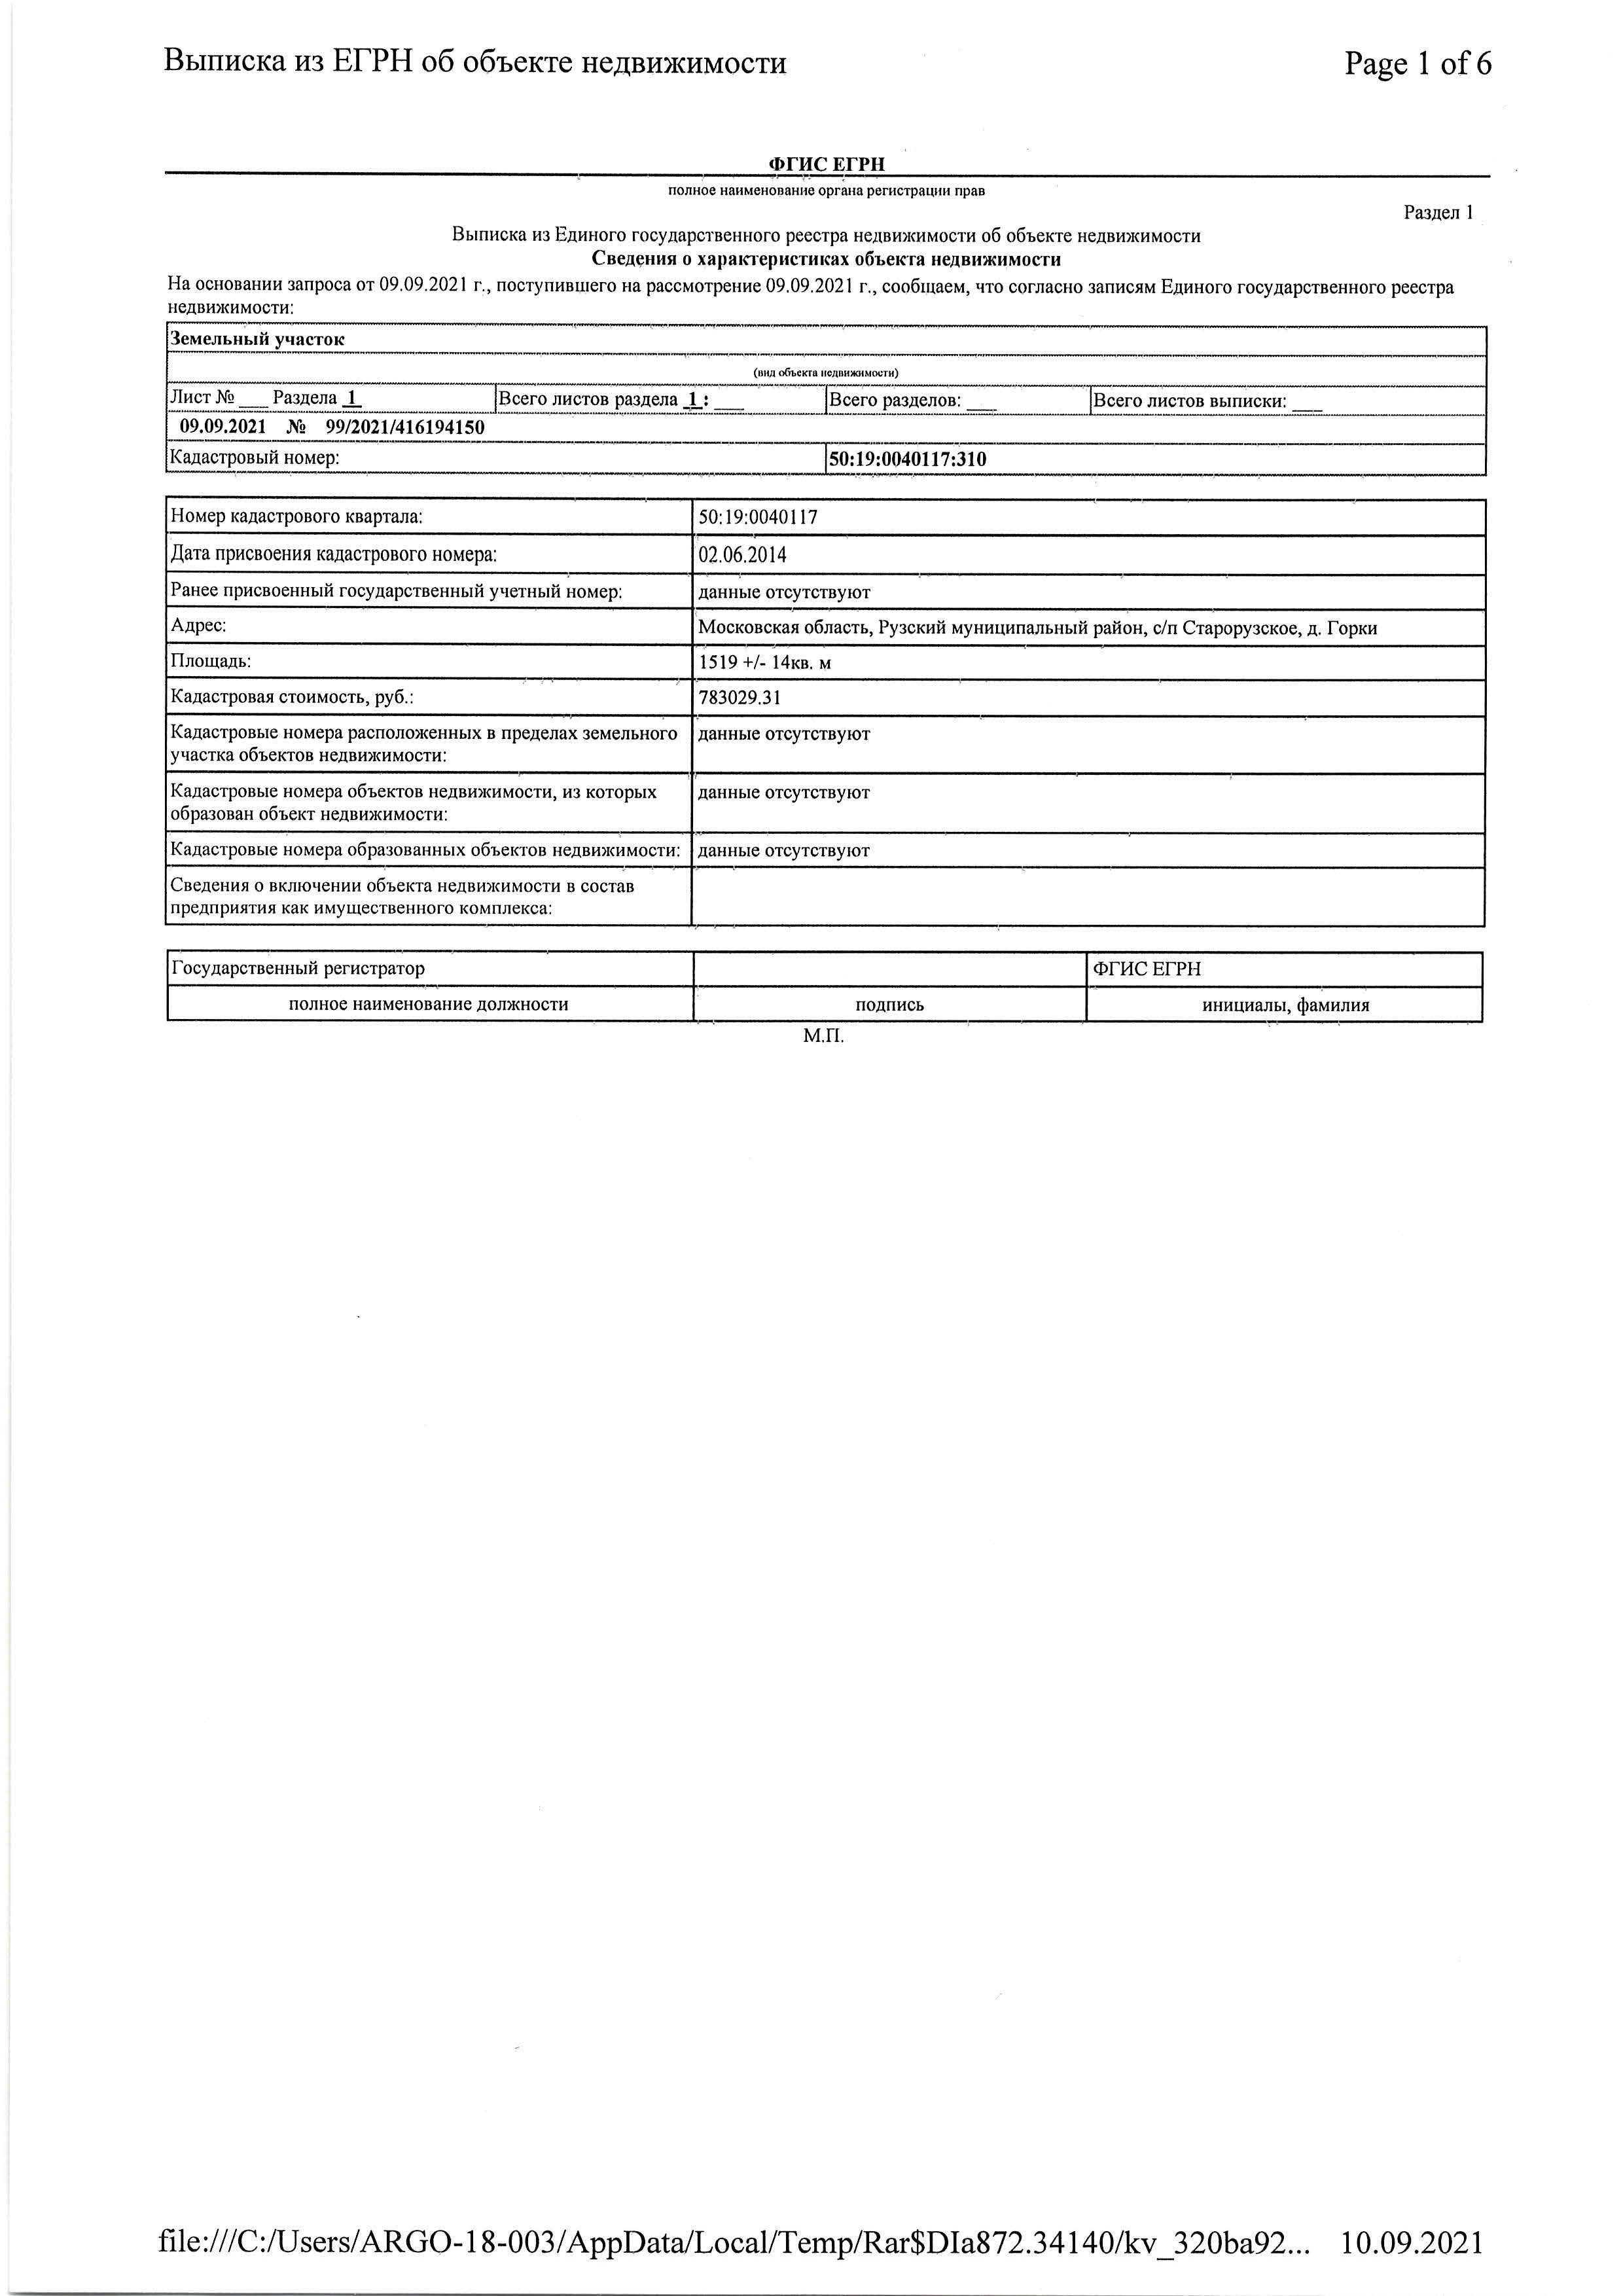 Выписка из ЕГРН об объекте недвижимости Page 1 of 6
ФГИС ЕГРН
полное наименование органа регистрации прав
Раздел 1
Выписка из Единого государственного реестра недвижимости об объекте недвижимости
Сведения о характеристиках объекта недвижимости
На основании запроса от 09.09.2021 г., поступившего на рассмотрение 09.09.2021 г., сообщаем, что согласно записям Единого государственного реестра
недвижимости:
Земельный участок
(вид объекта недвижимости)
Лист № ___ Раздела 1 Всего листов раздела 1 : ___ Всего разделов: ___ Всего листов выписки: ___
09.09.2021 № 99/2021/416194150
Кадастровый номер: 50:19:0040117:310
Номер кадастрового квартала: 50:19:0040117
Дата присвоения кадастрового номера: 02.06.2014
Ранее присвоенный государственный учетный номер: данные отсутствуют
Адрес: Московская область, Рузский муниципальный район, с/п Старорузское, д. Горки
Площадь: 1519 +/- 14кв. м
Кадастровая стоимость, руб.: 783029.31
Кадастровые номера расположенных в пределах земельного данные отсутствуют
участка объектов недвижимости:
Кадастровые номера объектов недвижимости, из которых данные отсутствуют
образован объект недвижимости:
Кадастровые номера образованных объектов недвижимости: данные отсутствуют
Сведения о включении объекта недвижимости в состав
предприятия как имущественного комплекса:
Государственный регистратор ФГИС ЕГРН
полное наименование должности подпись инициалы, фамилия
М.П.
file:///C:/Users/ARGO-18-003/AppData/Local/Temp/Rar$DIa872.34140/kv_320ba92... 10.09.2021